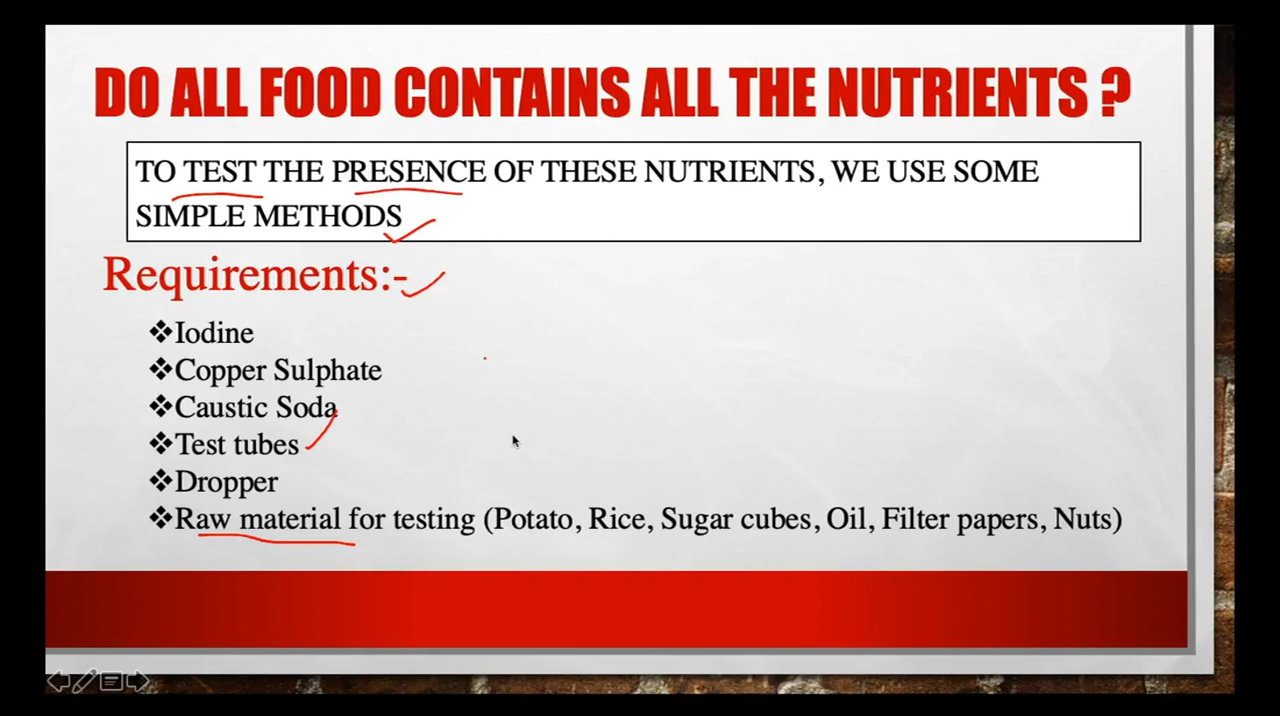 DO ALL FOOD CONTAINS ALL THE NUTRIENTS ?
TO TEST THE PRESENCE OF THESE NUTRIENTS, WE USE SOME
SIMPLE METHODS
Requirements:-
❖Iodine
❖Copper Sulphate
❖Caustic Soda
❖Test tubes
❖Dropper
❖Raw material for testing (Potato, Rice, Sugar cubes, Oil, Filter papers, Nuts)